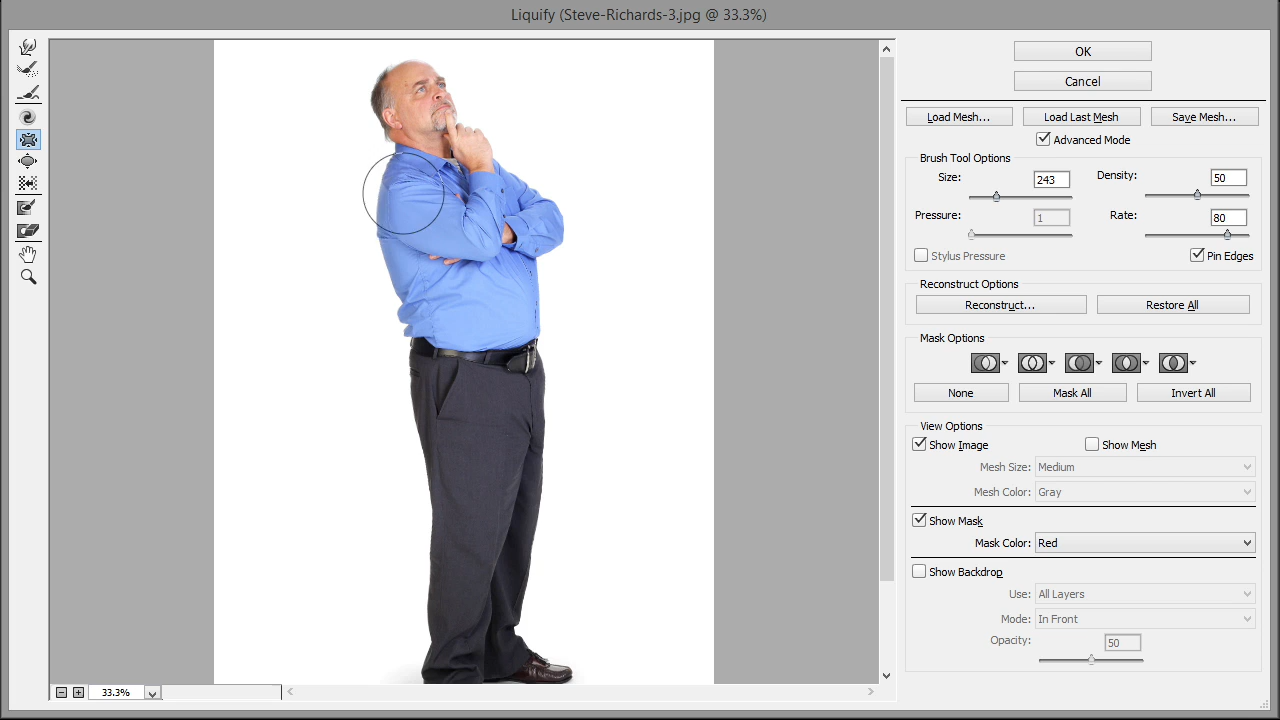 Liquify (Steve-Richards-3.jpg @ 33.3%)
OK
Cancel
Load Mesh...
Load Last Mesh
Save Mesh...
Advanced Mode
Brush Tool Options
Size: 243
Density: 50
Pressure: 1
Rate: 80
Stylus Pressure
Pin Edges
Reconstruct Options
Reconstruct...
Restore All
Mask Options
None
Mask All
Invert All
View Options
Show Image
Show Mesh
Mesh Size: Medium
Mesh Color: Gray
Show Mask
Mask Color: Red
Show Backdrop
Use: All Layers
Mode: In Front
Opacity: 50
33.3%